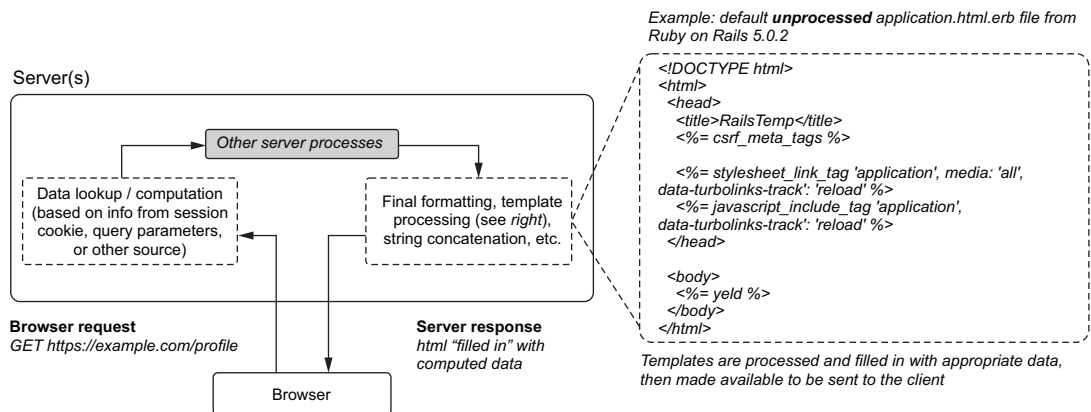 Example: default unprocessed application.html.erb file from
Ruby on Rails 5.0.2
Server(s)
Other server processes
Data lookup / computation
(based on info from session
cookie, query parameters,
or other source)
Final formatting, template
processing (see right),
string concatenation, etc.
<!DOCTYPE html>
<html>
<head>
<title>RailsTemp</title>
<%= csrf_meta_tags %>
<%= stylesheet_link_tag 'application', media: 'all',
data-turbolinks-track': 'reload' %>
<%= javascript_include_tag 'application',
data-turbolinks-track': 'reload' %>
</head>
<body>
<%= yeld %>
</body>
</html>
Browser request
GET https://example.com/profile
Server response
html “filled in” with
computed data
Browser
Templates are processed and filled in with appropriate data,
then made available to be sent to the client